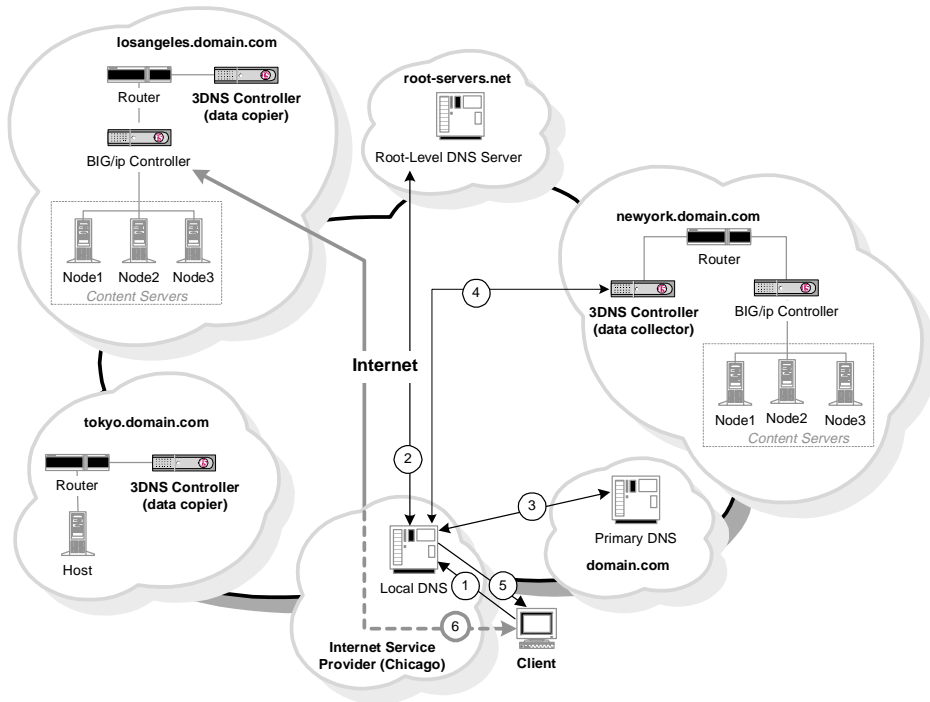 losangeles.domain.com
Router
3DNS Controller
(data copier)
BIG/ip Controller
Node1
Node2
Node3
Content Servers
root-servers.net
Root-Level DNS Server
newyork.domain.com
Router
3DNS Controller
(data collector)
BIG/ip Controller
Node1
Node2
Node3
Content Servers
4
Internet
2
tokyo.domain.com
Router
3DNS Controller
(data copier)
Host
3
Primary DNS
domain.com
Local DNS
1
5
6
Internet Service
Provider (Chicago)
Client